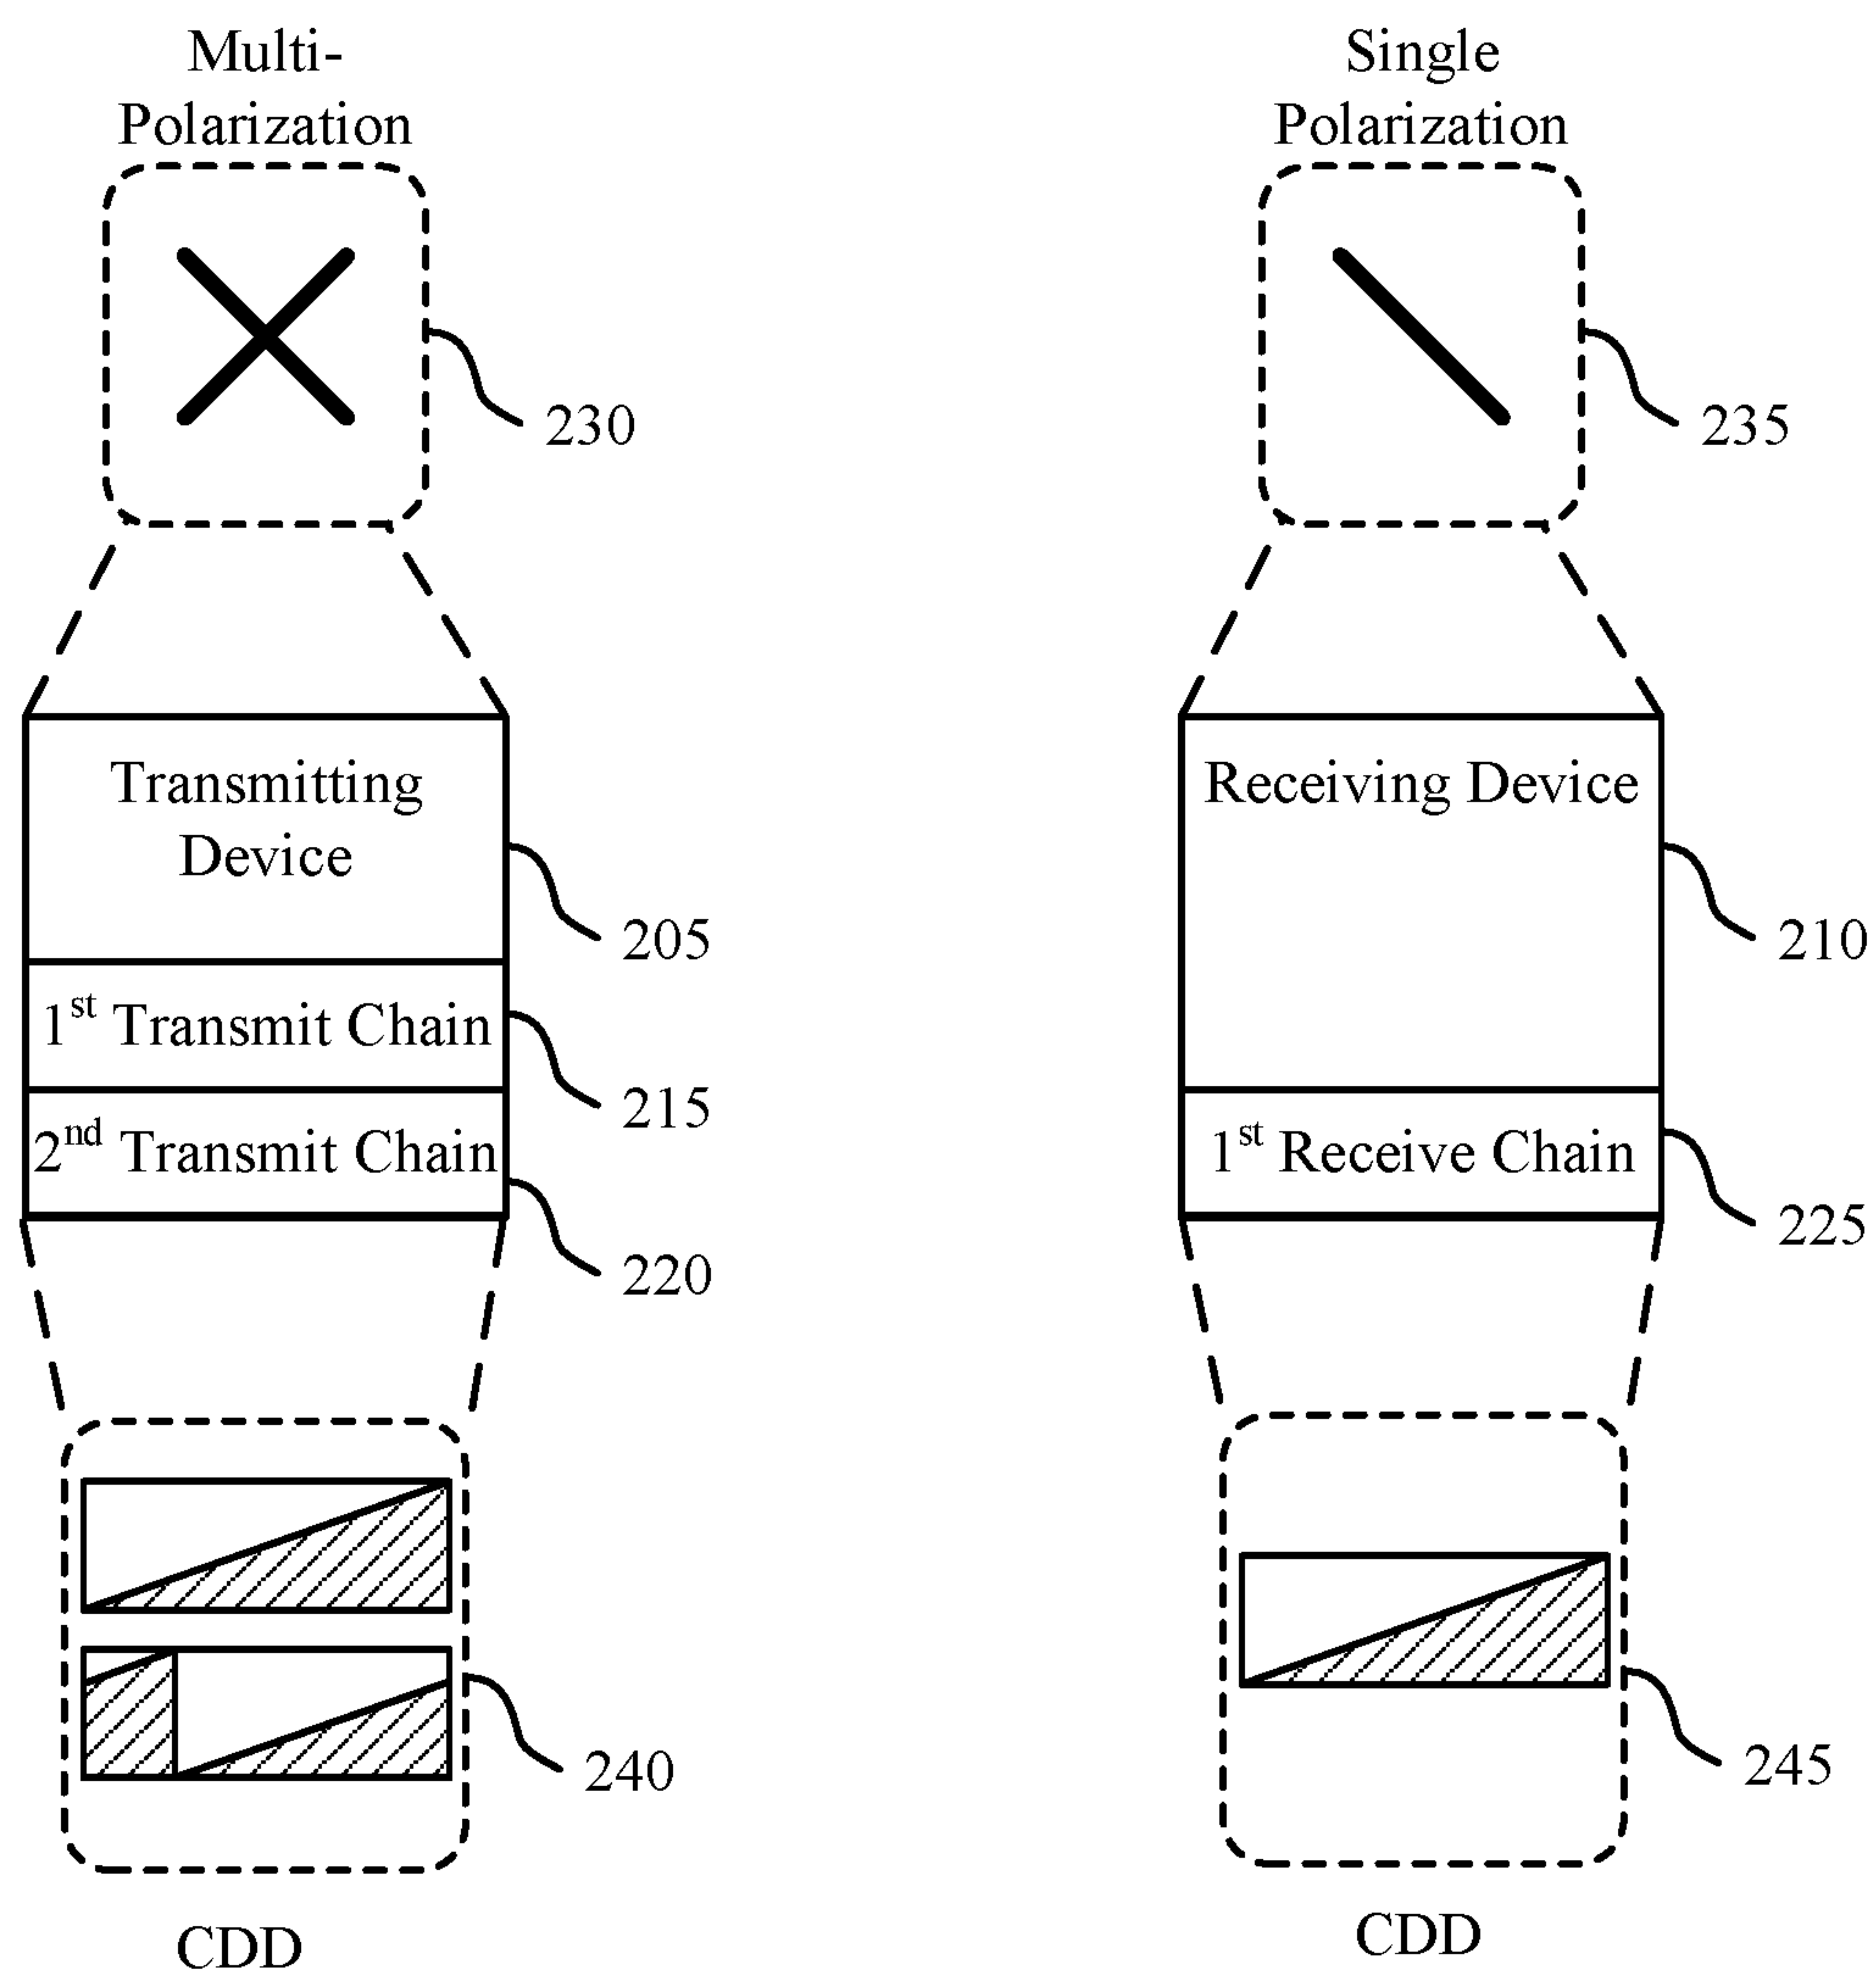 Multi-
Polarization
230
Transmitting
Device
205
1st Transmit Chain
215
2nd Transmit Chain
220
240
CDD
Single
Polarization
235
Receiving Device
210
1st Receive Chain
225
245
CDD